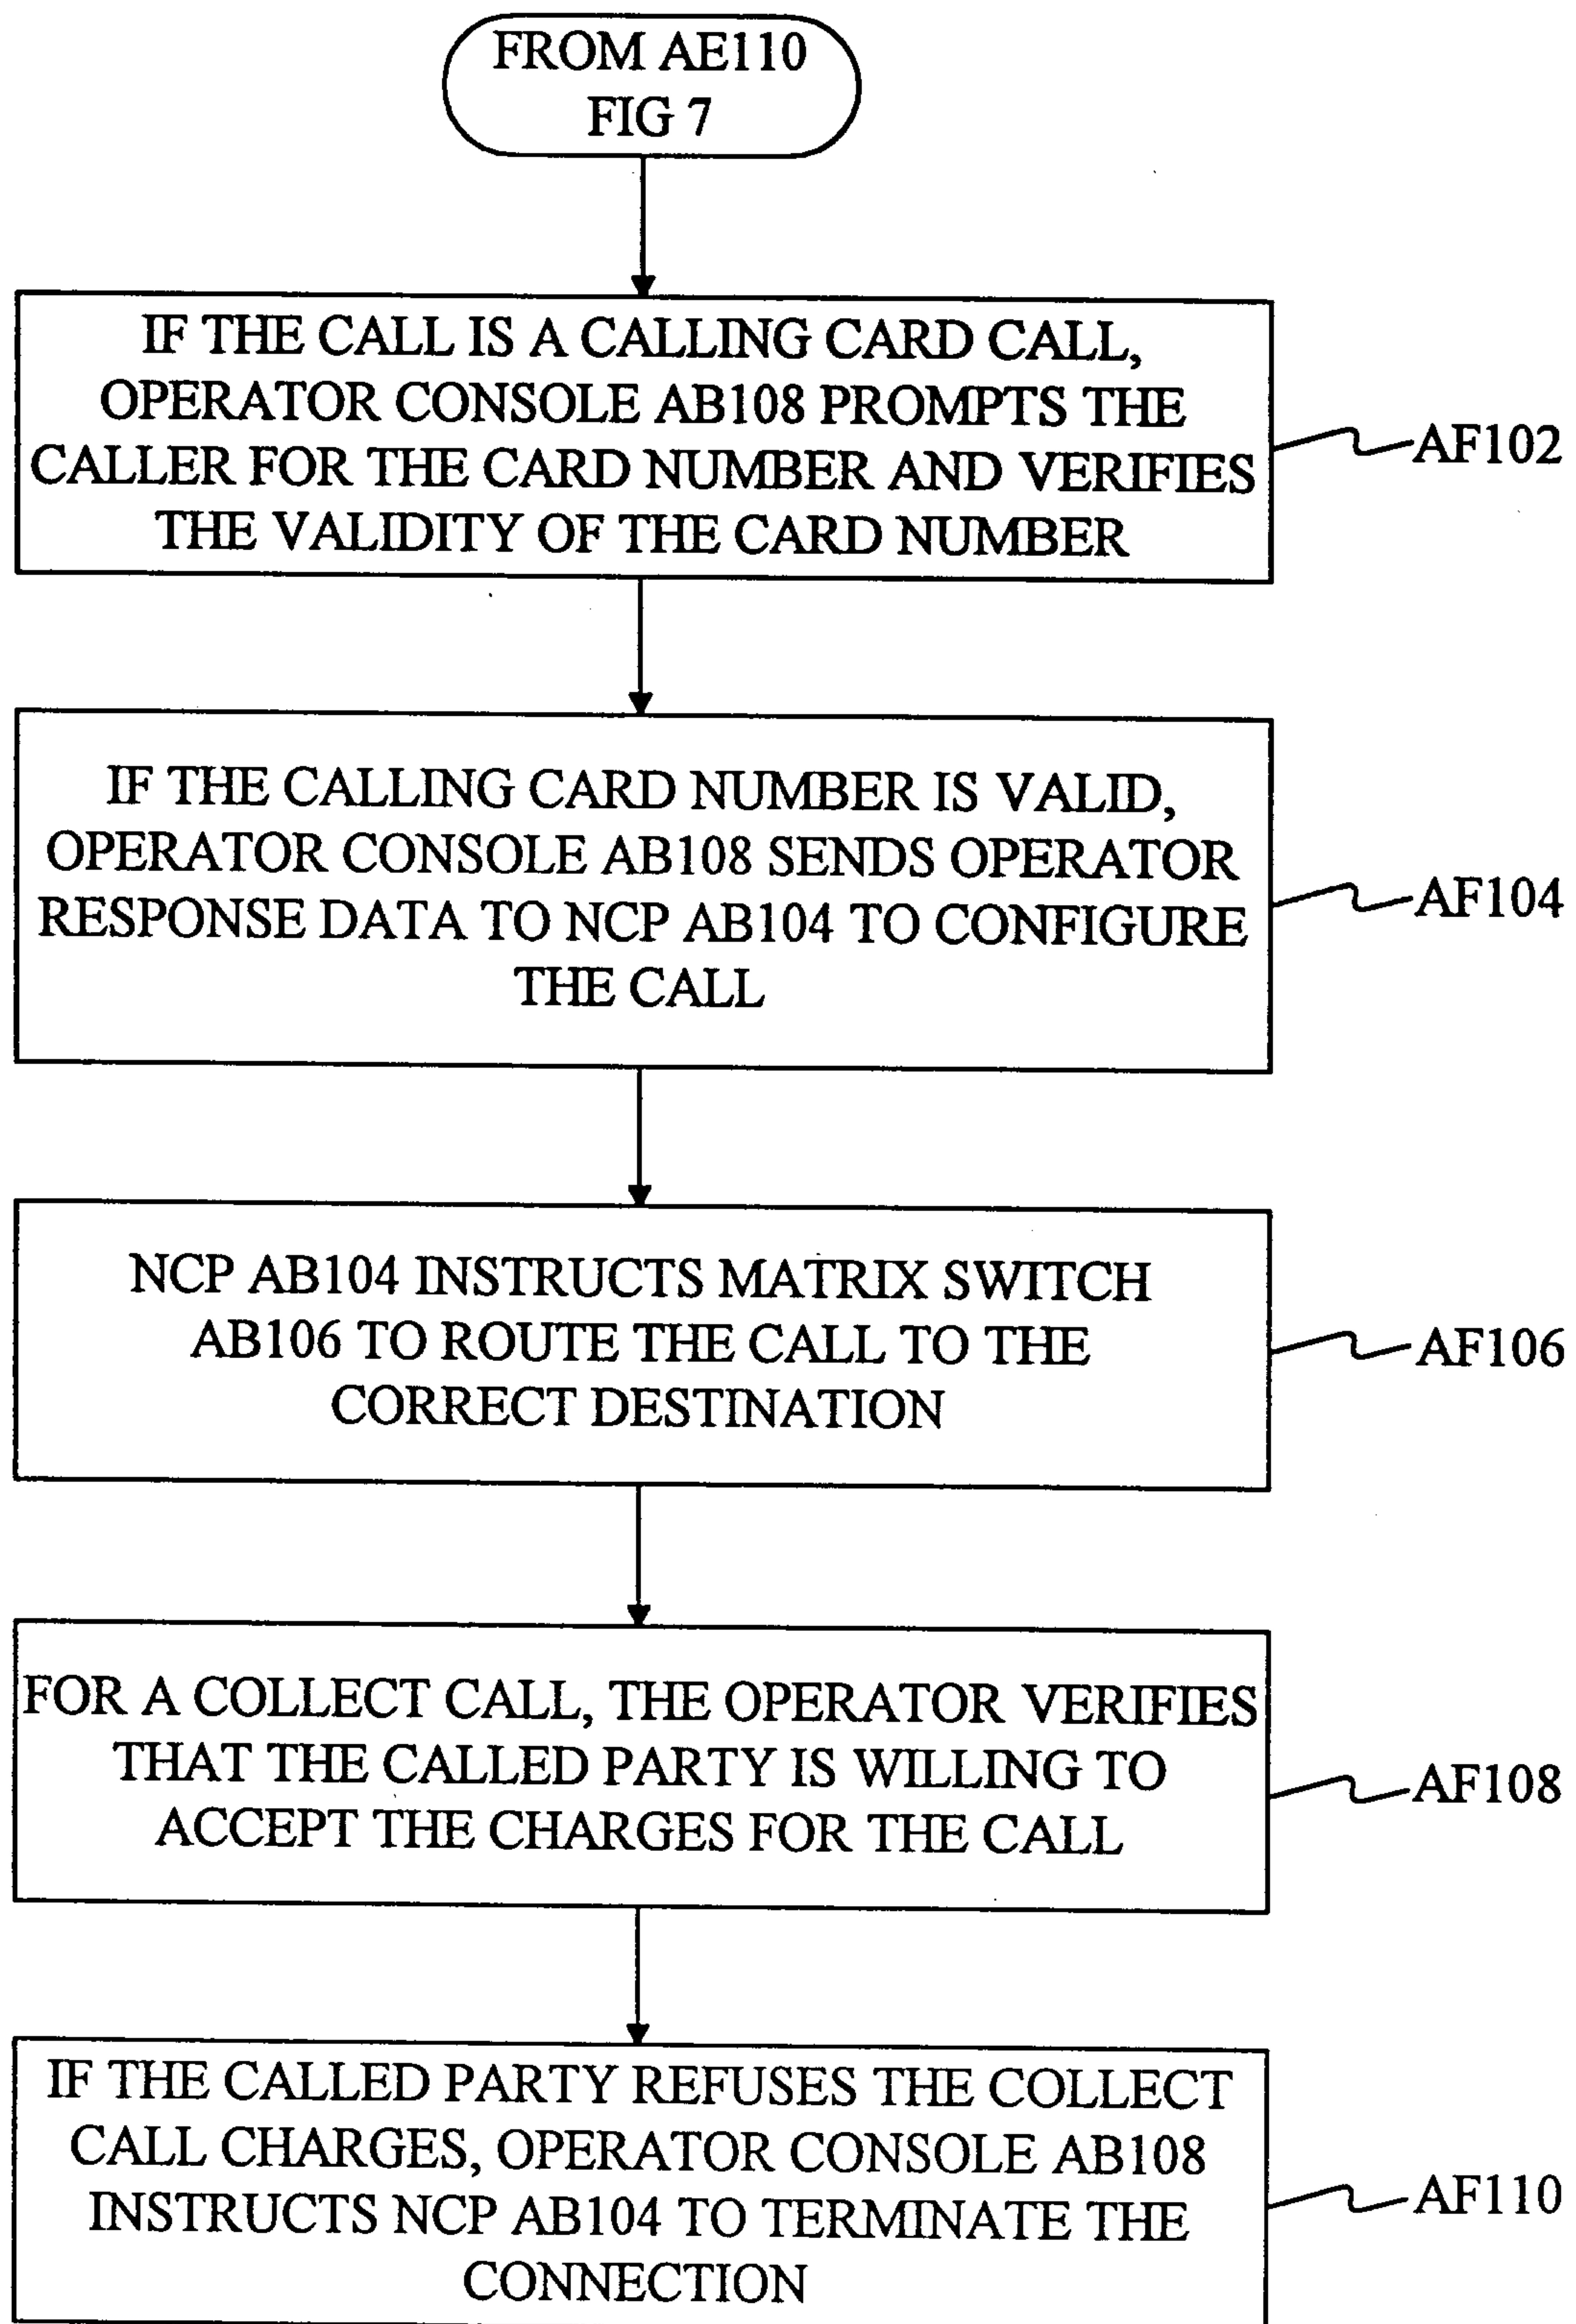 FROM AE110
FIG 7
IF THE CALL IS A CALLING CARD CALL,
OPERATOR CONSOLE AB108 PROMPTS THE
CALLER FOR THE CARD NUMBER AND VERIFIES
THE VALIDITY OF THE CARD NUMBER
AF102
IF THE CALLING CARD NUMBER IS VALID,
OPERATOR CONSOLE AB108 SENDS OPERATOR
RESPONSE DATA TO NCP AB104 TO CONFIGURE
THE CALL
AF104
NCP AB104 INSTRUCTS MATRIX SWITCH
AB106 TO ROUTE THE CALL TO THE
CORRECT DESTINATION
AF106
FOR A COLLECT CALL, THE OPERATOR VERIFIES
THAT THE CALLED PARTY IS WILLING TO
ACCEPT THE CHARGES FOR THE CALL
AF108
IF THE CALLED PARTY REFUSES THE COLLECT
CALL CHARGES, OPERATOR CONSOLE AB108
INSTRUCTS NCP AB104 TO TERMINATE THE
CONNECTION
AF110